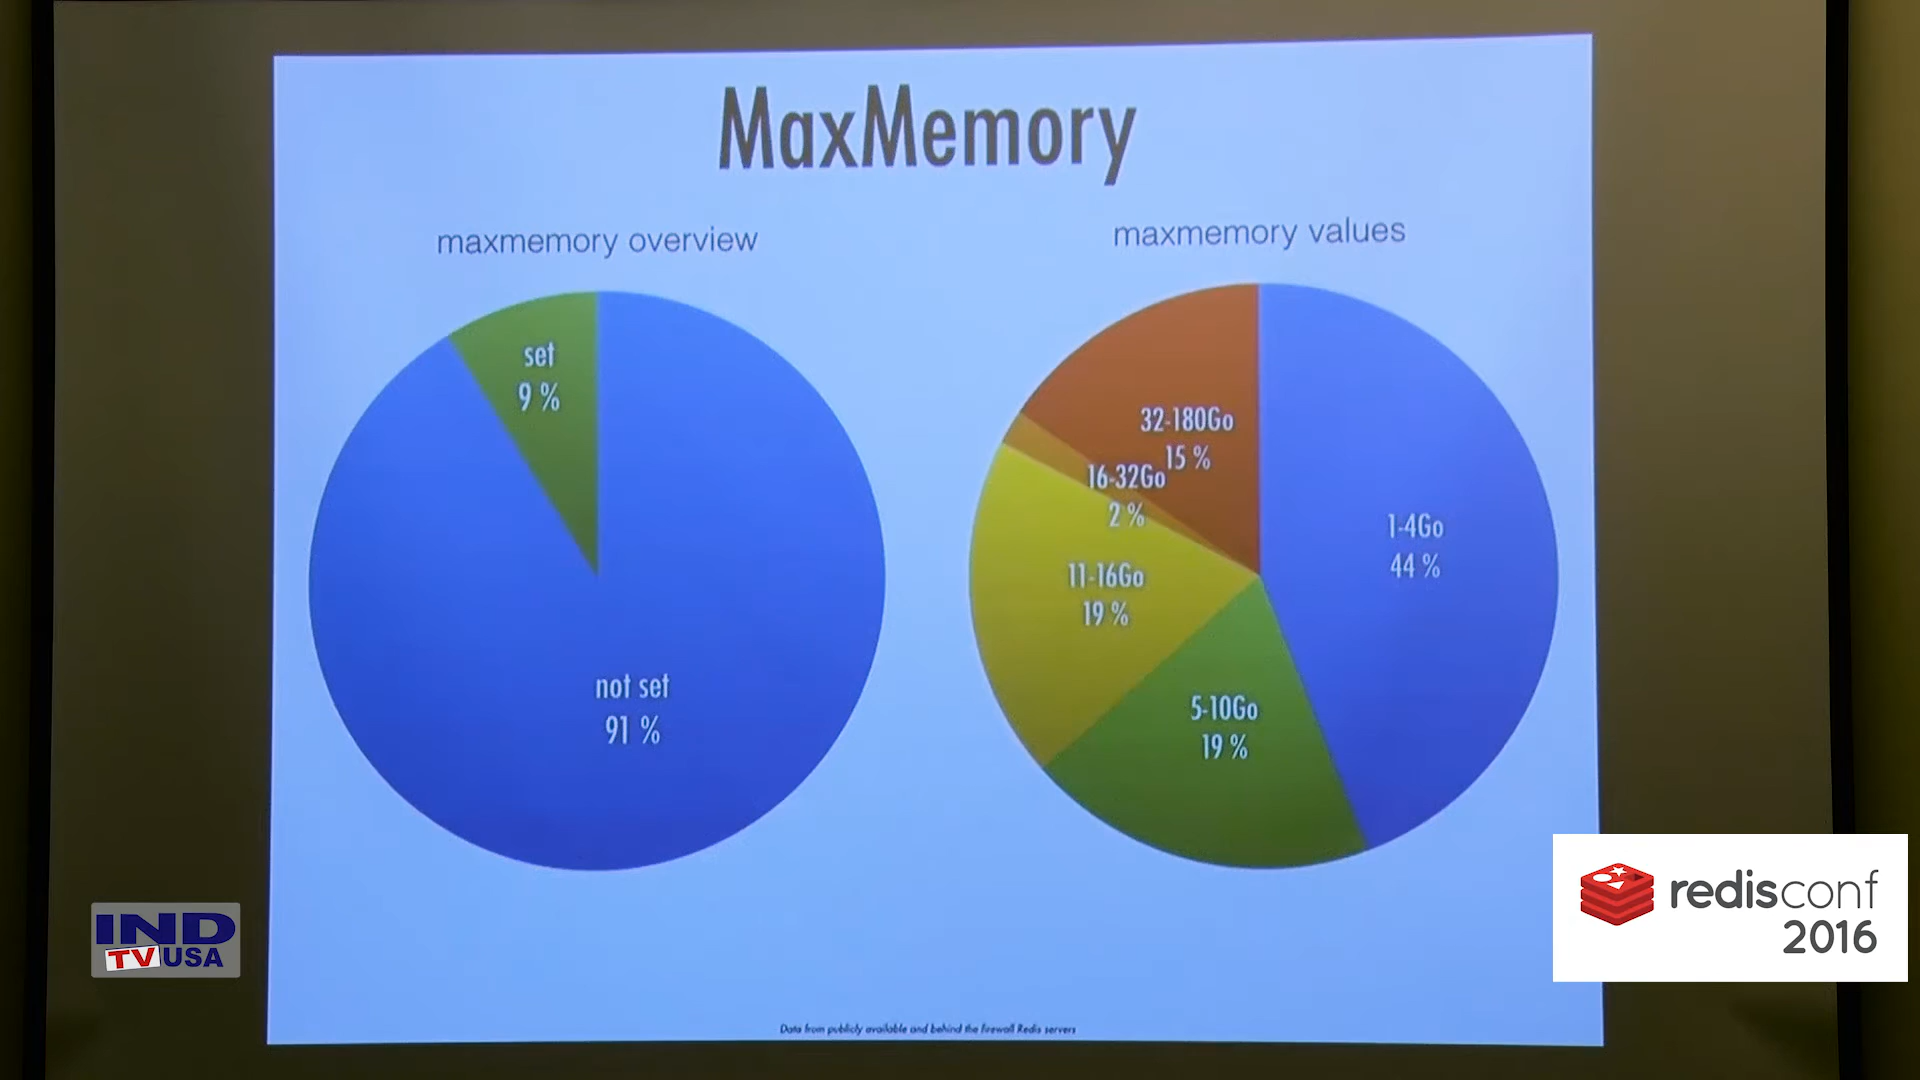 MaxMemory
maxmemory overview
set
9 %
not set
91 %
maxmemory values
32-180Go
15 %
16-32Go
2 %
1-4Go
44 %
11-16Go
19 %
5-10Go
19 %
Data from publicly available and behind the firewall Redis servers
IND
TV USA
redisconf
2016